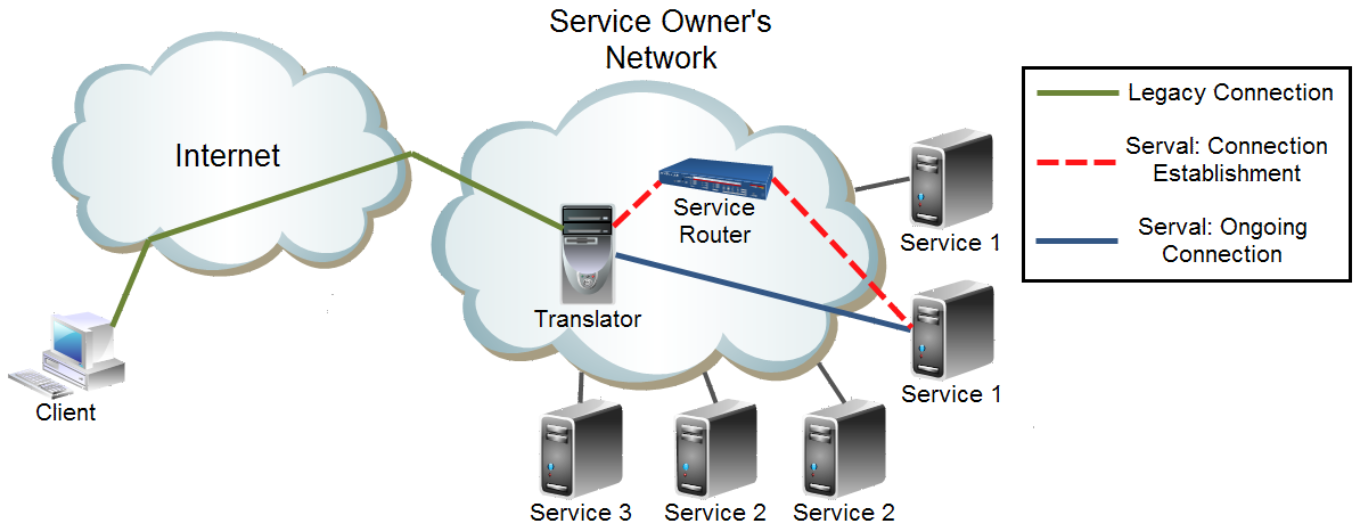 Service Owner's
Network
Internet
Legacy Connection
Serval: Connection
Establishment
Serval: Ongoing
Connection
Service
Router
Service 1
Translator
Service 1
Client
Service 3
Service 2
Service 2